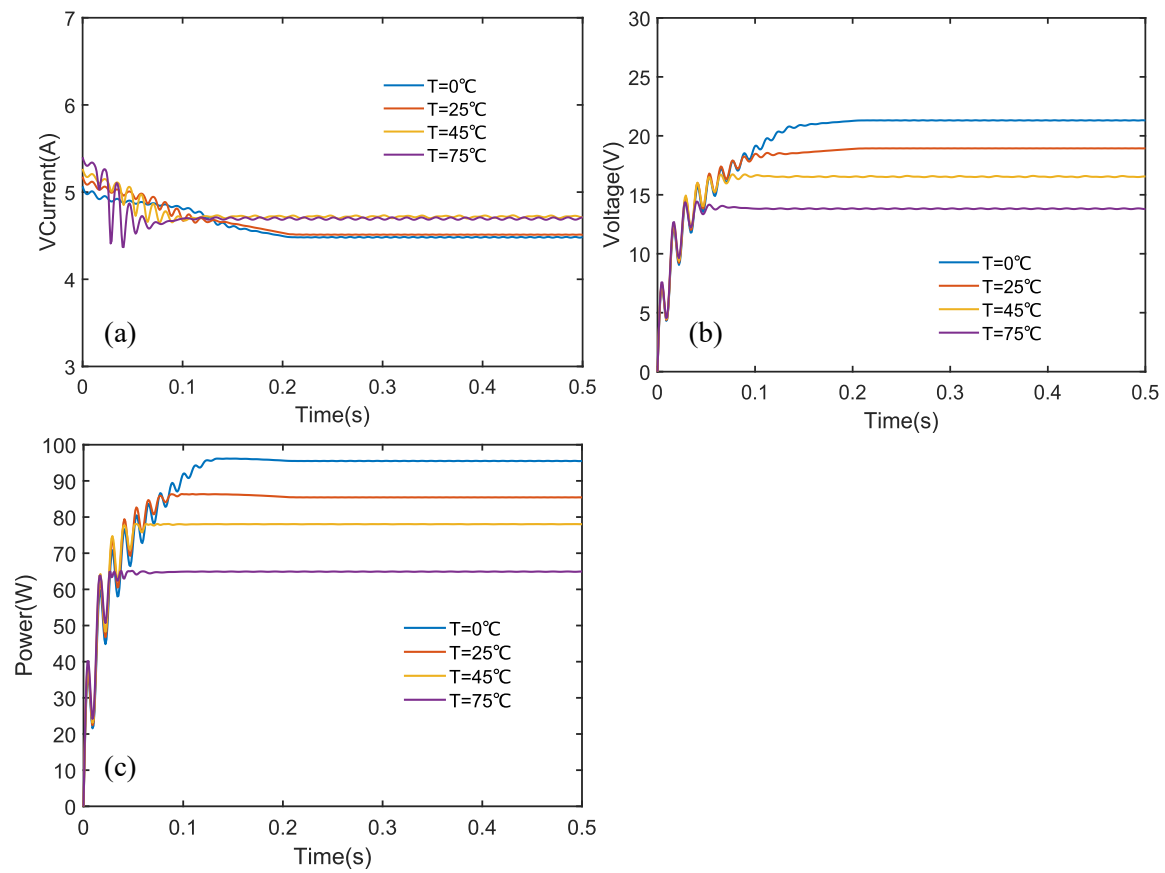 7
6
5
4
3
VCurrent(A)
T=0℃
T=25℃
T=45℃
T=75℃
(a)
0 0.1 0.2 0.3 0.4 0.5
Time(s)
30
25
20
15
10
5
0
Voltage(V)
T=0℃
T=25℃
T=45℃
T=75℃
(b)
0 0.1 0.2 0.3 0.4 0.5
Time(s)
100
90
80
70
60
50
40
30
20
10
0
Power(W)
T=0℃
T=25℃
T=45℃
T=75℃
(c)
0 0.1 0.2 0.3 0.4 0.5
Time(s)